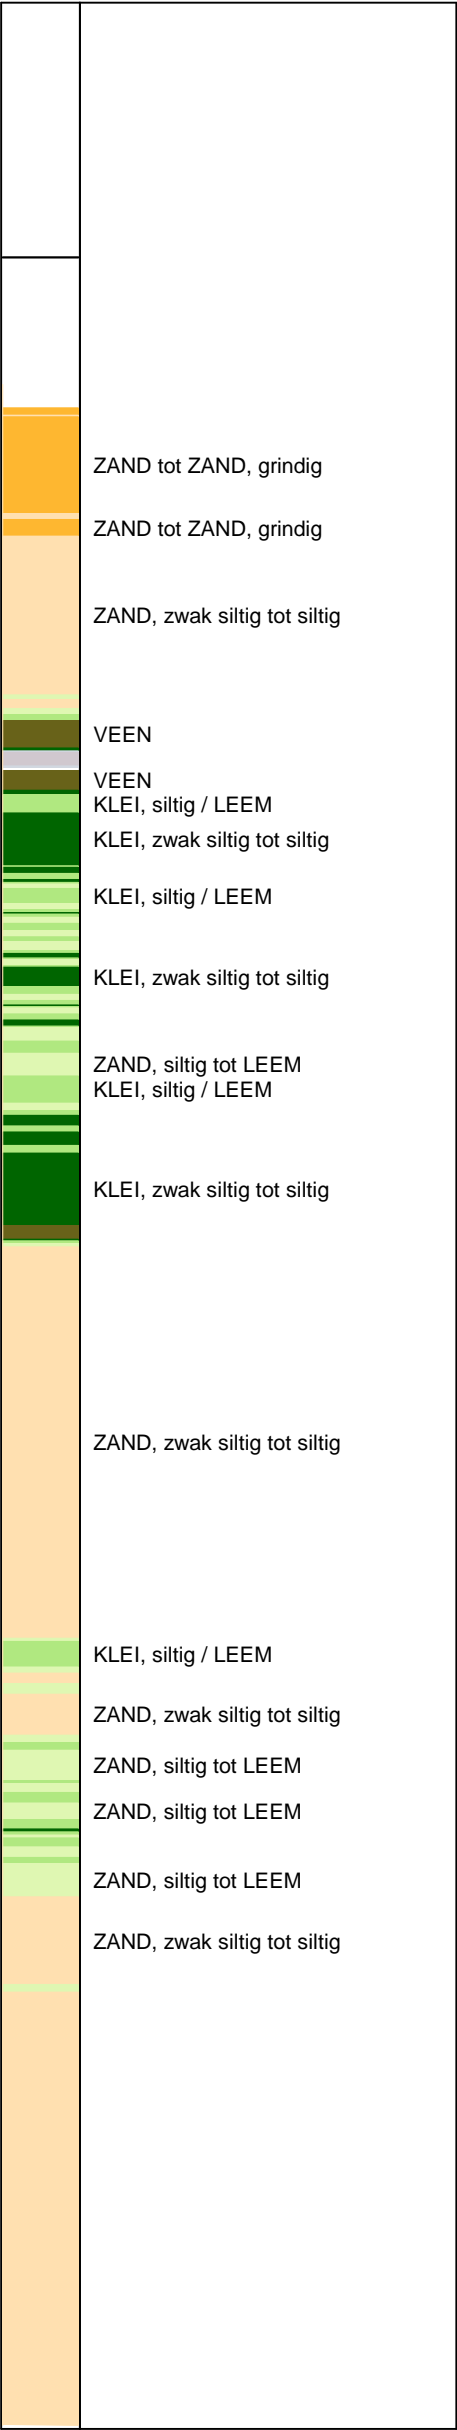 ZAND tot ZAND, grindig
ZAND tot ZAND, grindig
ZAND, zwak siltig tot siltig
VEEN
VEEN
KLEI, siltig / LEEM
KLEI, zwak siltig tot siltig
KLEI, siltig / LEEM
KLEI, zwak siltig tot siltig
ZAND, siltig tot LEEM
KLEI, siltig / LEEM
KLEI, zwak siltig tot siltig
ZAND, zwak siltig tot siltig
KLEI, siltig / LEEM
ZAND, zwak siltig tot siltig
ZAND, siltig tot LEEM
ZAND, siltig tot LEEM
ZAND, siltig tot LEEM
ZAND, zwak siltig tot siltig